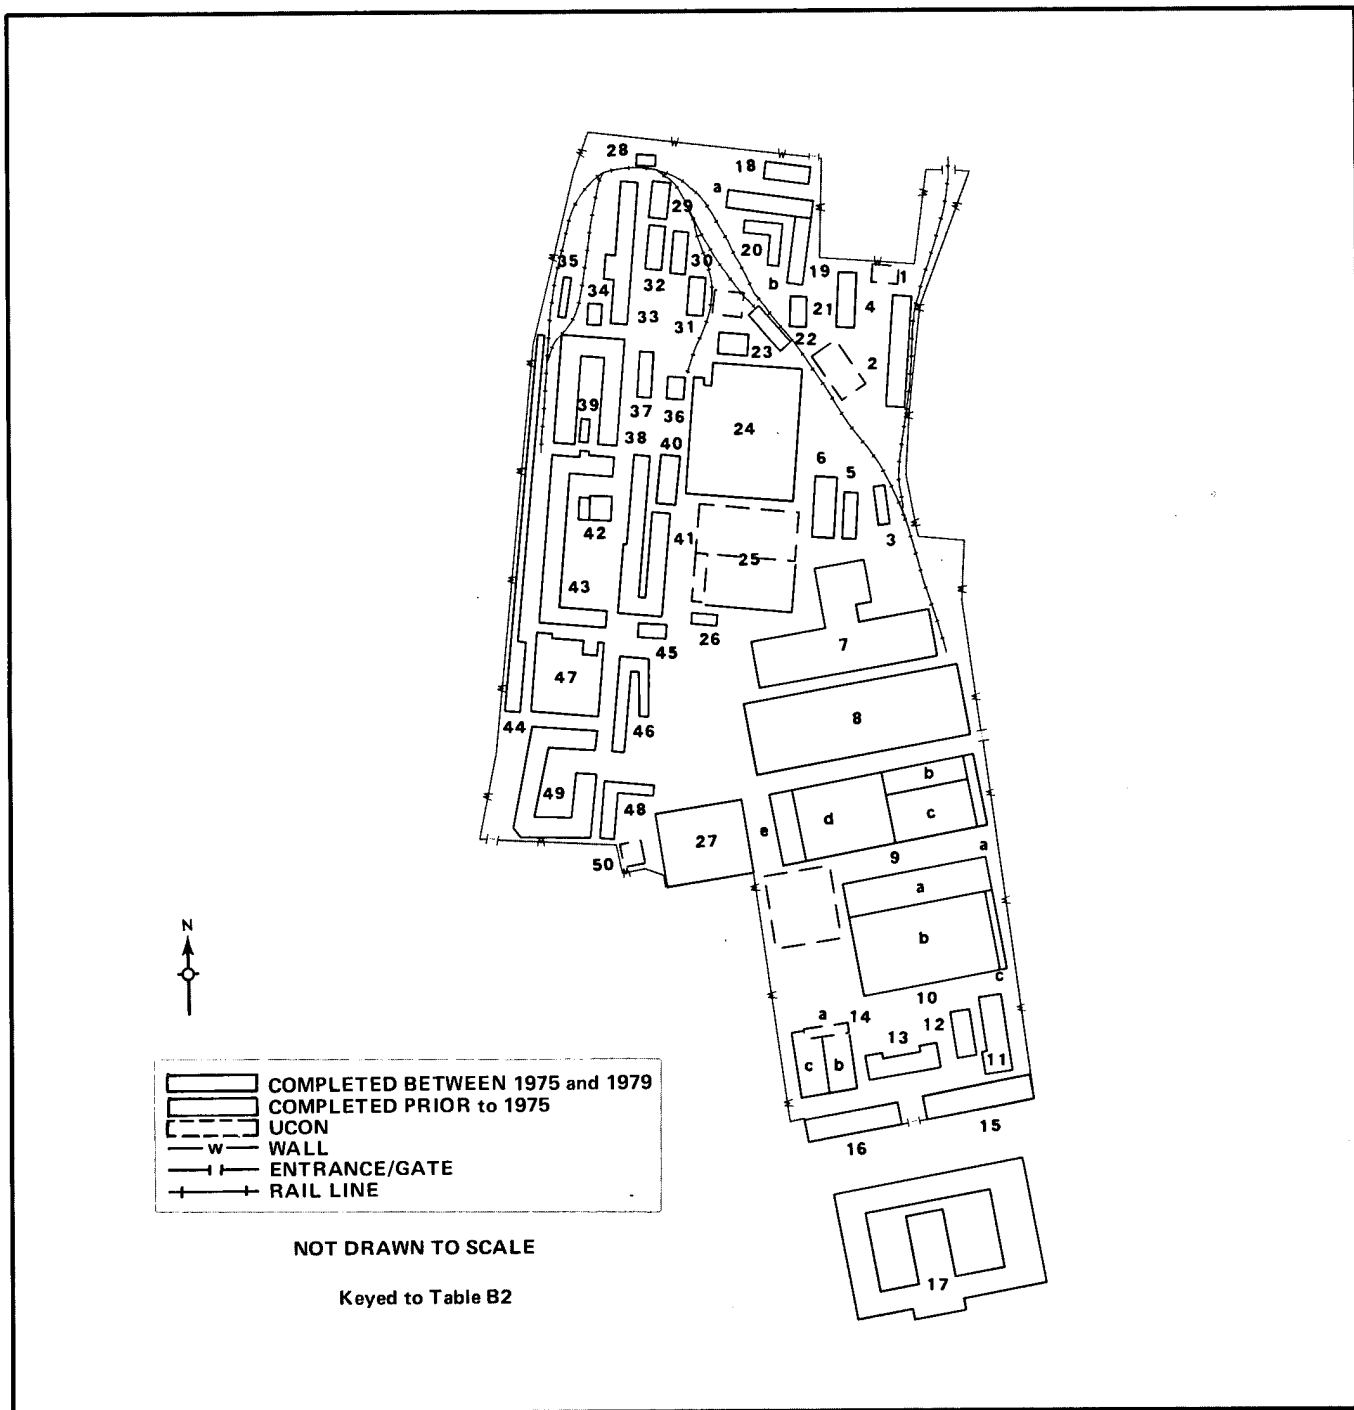 28
18
a
29
20
35
30
19
1
32
b
34
4
33
31
21
22
23
2
39
37
36
24
38
40
6
5
42
41
3
25
43
26
45
7
47
8
44
46
b
49
48
e
d
c
27
a
9
50
a
b
N
c
10
a
14
12
13
c
b
11
COMPLETED BETWEEN 1975 and 1979
COMPLETED PRIOR to 1975
UCON
W WALL
ENTRANCE/GATE
RAIL LINE
15
16
NOT DRAWN TO SCALE
17
Keyed to Table B2